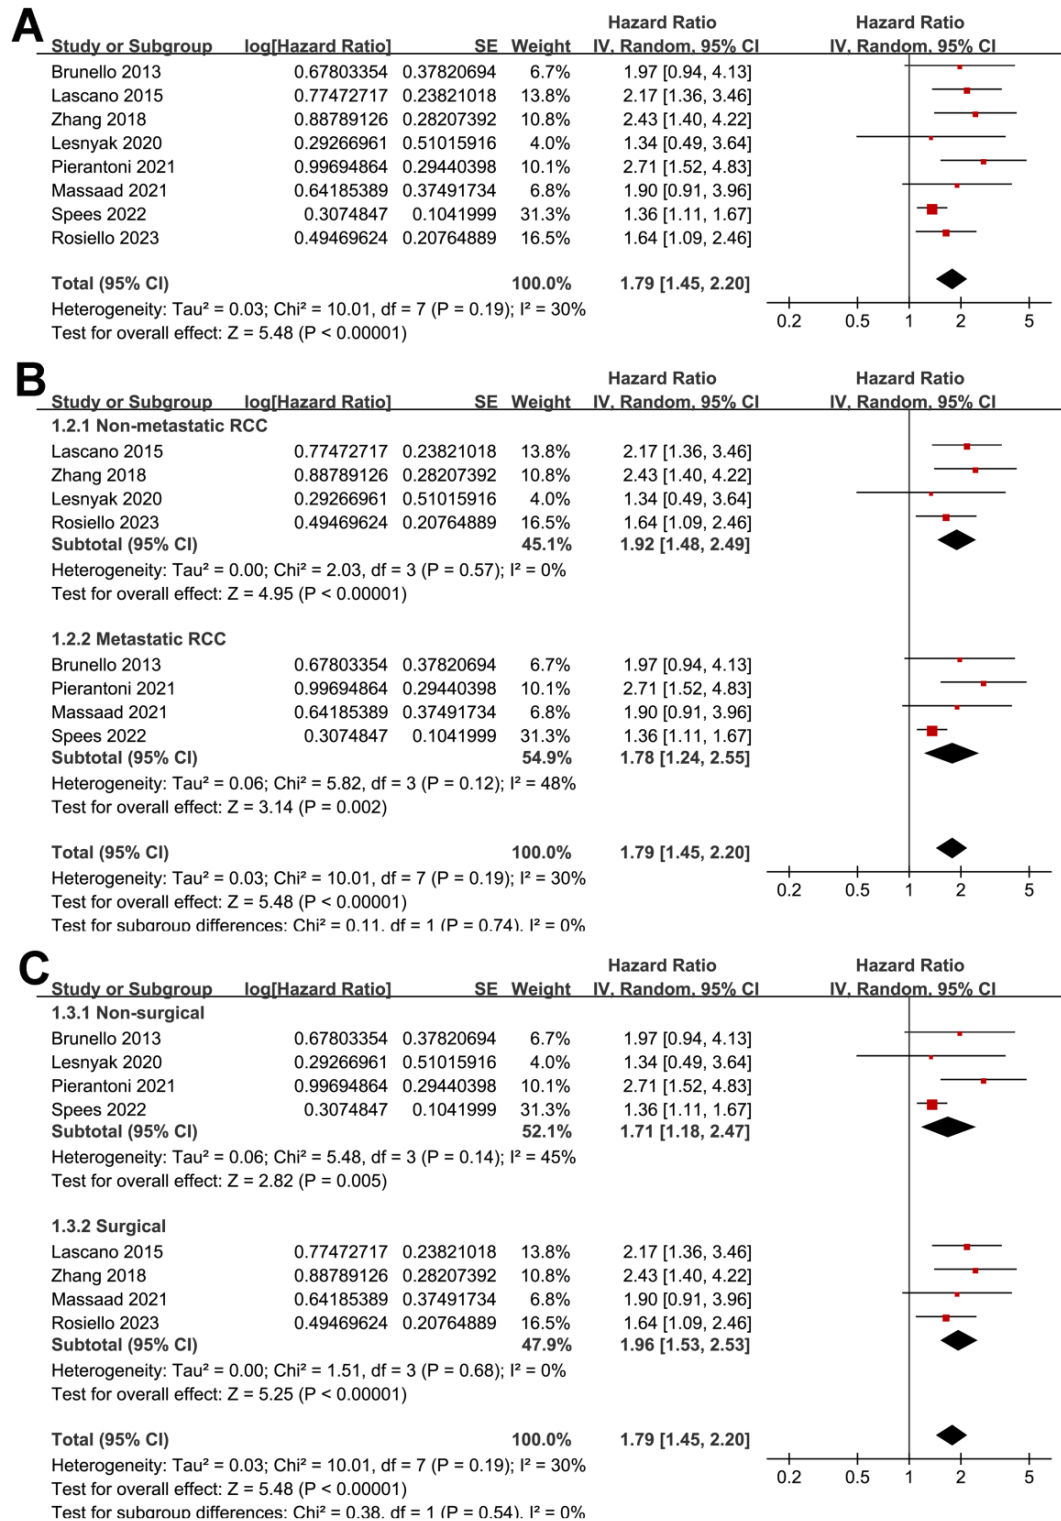 A
Hazard Ratio Hazard Ratio
Study or Subgroup log[Hazard Ratio] SE Weight IV, Random, 95% CI IV, Random, 95% CI
Brunello 2013 0.67803354 0.37820694 6.7% 1.97 [0.94, 4.13]
Lascano 2015 0.77472717 0.23821018 13.8% 2.17 [1.36, 3.46]
Zhang 2018 0.88789126 0.28207392 10.8% 2.43 [1.40, 4.22]
Lesnyak 2020 0.29266961 0.51015916 4.0% 1.34 [0.49, 3.64]
Pierantoni 2021 0.99694864 0.29440398 10.1% 2.71 [1.52, 4.83]
Massaad 2021 0.64185389 0.37491734 6.8% 1.90 [0.91, 3.96]
Spees 2022 0.3074847 0.1041999 31.3% 1.36 [1.11, 1.67]
Rosiello 2023 0.49469624 0.20764889 16.5% 1.64 [1.09, 2.46]
Total (95% CI) 100.0% 1.79 [1.45, 2.20]
Heterogeneity: Tau² = 0.03; Chi² = 10.01, df = 7 (P = 0.19); I² = 30%
Test for overall effect: Z = 5.48 (P < 0.00001)
0.2 0.5 1 2 5
B
Hazard Ratio Hazard Ratio
Study or Subgroup log[Hazard Ratio] SE Weight IV, Random, 95% CI IV, Random, 95% CI
1.2.1 Non-metastatic RCC
Lascano 2015 0.77472717 0.23821018 13.8% 2.17 [1.36, 3.46]
Zhang 2018 0.88789126 0.28207392 10.8% 2.43 [1.40, 4.22]
Lesnyak 2020 0.29266961 0.51015916 4.0% 1.34 [0.49, 3.64]
Rosiello 2023 0.49469624 0.20764889 16.5% 1.64 [1.09, 2.46]
Subtotal (95% CI) 45.1% 1.92 [1.48, 2.49]
Heterogeneity: Tau² = 0.00; Chi² = 2.03, df = 3 (P = 0.57); I² = 0%
Test for overall effect: Z = 4.95 (P < 0.00001)
1.2.2 Metastatic RCC
Brunello 2013 0.67803354 0.37820694 6.7% 1.97 [0.94, 4.13]
Pierantoni 2021 0.99694864 0.29440398 10.1% 2.71 [1.52, 4.83]
Massaad 2021 0.64185389 0.37491734 6.8% 1.90 [0.91, 3.96]
Spees 2022 0.3074847 0.1041999 31.3% 1.36 [1.11, 1.67]
Subtotal (95% CI) 54.9% 1.78 [1.24, 2.55]
Heterogeneity: Tau² = 0.06; Chi² = 5.82, df = 3 (P = 0.12); I² = 48%
Test for overall effect: Z = 3.14 (P = 0.002)
Total (95% CI) 100.0% 1.79 [1.45, 2.20]
Heterogeneity: Tau² = 0.03; Chi² = 10.01, df = 7 (P = 0.19); I² = 30%
0.2 0.5 1 2 5
Test for overall effect: Z = 5.48 (P < 0.00001)
Test for subgroup differences: Chi² = 0.11, df = 1 (P = 0.74), I² = 0%
C
Hazard Ratio Hazard Ratio
Study or Subgroup log[Hazard Ratio] SE Weight IV, Random, 95% CI IV, Random, 95% CI
1.3.1 Non-surgical
Brunello 2013 0.67803354 0.37820694 6.7% 1.97 [0.94, 4.13]
Lesnyak 2020 0.29266961 0.51015916 4.0% 1.34 [0.49, 3.64]
Pierantoni 2021 0.99694864 0.29440398 10.1% 2.71 [1.52, 4.83]
Spees 2022 0.3074847 0.1041999 31.3% 1.36 [1.11, 1.67]
Subtotal (95% CI) 52.1% 1.71 [1.18, 2.47]
Heterogeneity: Tau² = 0.06; Chi² = 5.48, df = 3 (P = 0.14); I² = 45%
Test for overall effect: Z = 2.82 (P = 0.005)
1.3.2 Surgical
Lascano 2015 0.77472717 0.23821018 13.8% 2.17 [1.36, 3.46]
Zhang 2018 0.88789126 0.28207392 10.8% 2.43 [1.40, 4.22]
Massaad 2021 0.64185389 0.37491734 6.8% 1.90 [0.91, 3.96]
Rosiello 2023 0.49469624 0.20764889 16.5% 1.64 [1.09, 2.46]
Subtotal (95% CI) 47.9% 1.96 [1.53, 2.53]
Heterogeneity: Tau² = 0.00; Chi² = 1.51, df = 3 (P = 0.68); I² = 0%
Test for overall effect: Z = 5.25 (P < 0.00001)
Total (95% CI) 100.0% 1.79 [1.45, 2.20]
Heterogeneity: Tau² = 0.03; Chi² = 10.01, df = 7 (P = 0.19); I² = 30%
0.2 0.5 1 2 5
Test for overall effect: Z = 5.48 (P < 0.00001)
Test for subgroup differences: Chi² = 0.38, df = 1 (P = 0.54), I² = 0%